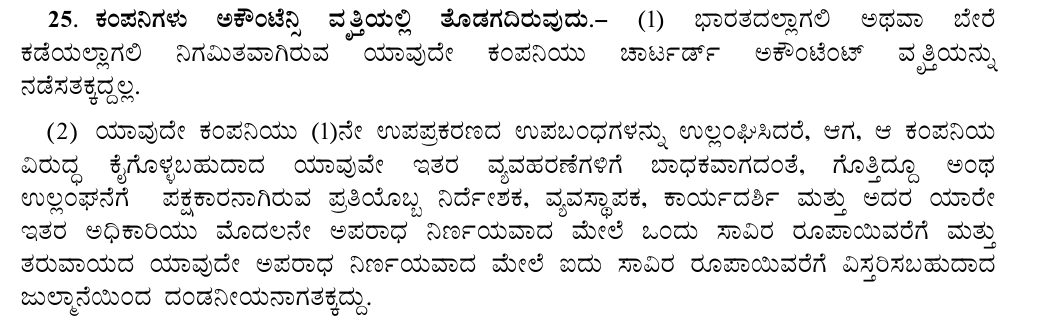 25. ಕಂಪನಿಗಳು ಅಕೌಂಟೆನ್ಸಿ ವೃತ್ತಿಯಲ್ಲಿ ತೊಡಗದಿರುವುದು.– (1) ಭಾರತದಲ್ಲಾಗಲಿ ಅಥವಾ ಬೇರೆ
ಕಡೆಯಲ್ಲಾಗಲಿ ನಿಗಮಿತವಾಗಿರುವ ಯಾವುದೇ ಕಂಪನಿಯು ಚಾರ್ಟರ್ಡ್ ಅಕೌಂಟೆಂಟ್ ವೃತ್ತಿಯನ್ನು
ನಡೆಸತಕ್ಕದ್ದಲ್ಲ.
(2) ಯಾವುದೇ ಕಂಪನಿಯು (1)ನೇ ಉಪಪ್ರಕರಣದ ಉಪಬಂಧಗಳನ್ನು ಉಲ್ಲಂಘಿಸಿದರೆ, ಆಗ, ಆ ಕಂಪನಿಯ
ವಿರುದ್ಧ ಕೈಗೊಳ್ಳಬಹುದಾದ ಯಾವುವೇ ಇತರ ವ್ಯವಹರಣೆಗಳಿಗೆ ಬಾಧಕವಾಗದಂತೆ, ಗೊತ್ತಿದ್ದೂ ಅಂಥ
ಉಲ್ಲಂಘನೆಗೆ ಪಕ್ಷಕಾರನಾಗಿರುವ ಪ್ರತಿಯೊಬ್ಬ ನಿರ್ದೇಶಕ, ವ್ಯವಸ್ಥಾಪಕ, ಕಾರ್ಯದರ್ಶಿ ಮತ್ತು ಅದರ ಯಾರೇ
ಇತರ ಅಧಿಕಾರಿಯು ಮೊದಲನೇ ಅಪರಾಧ ನಿರ್ಣಯವಾದ ಮೇಲೆ ಒಂದು ಸಾವಿರ ರೂಪಾಯಿವರೆಗೆ ಮತ್ತು
ತರುವಾಯದ ಯಾವುದೇ ಅಪರಾಧ ನಿರ್ಣಯವಾದ ಮೇಲೆ ಐದು ಸಾವಿರ ರೂಪಾಯಿವರೆಗೆ ವಿಸ್ತರಿಸಬಹುದಾದ
ಜುಲ್ಮಾನೆಯಿಂದ ದಂಡನೀಯನಾಗತಕ್ಕದ್ದು.